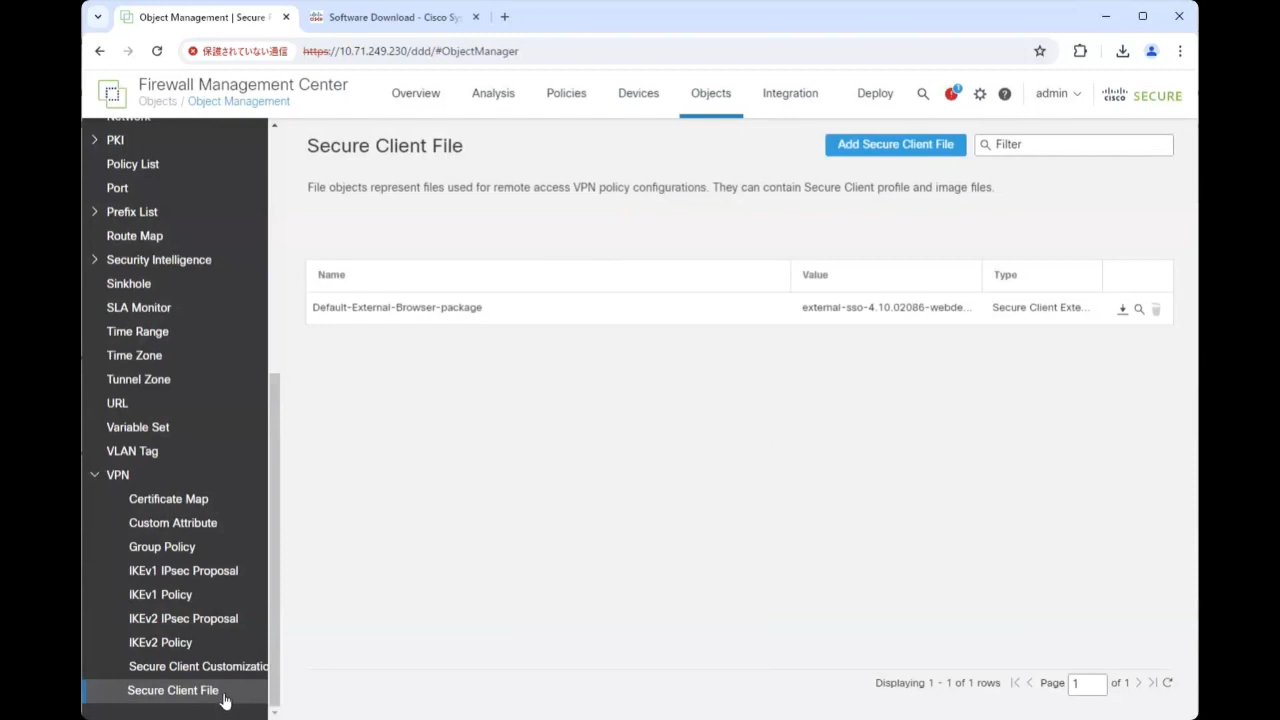 Object Management | Secure F
Software Download - Cisco Sy
保護されていない通信
https://10.71.249.230/ddd/#ObjectManager
Firewall Management Center
Objects / Object Management
Overview
Analysis
Policies
Devices
Objects
Integration
Deploy
1
admin
cisco SECURE
Network
PKI
Policy List
Port
Prefix List
Route Map
Security Intelligence
Sinkhole
SLA Monitor
Time Range
Time Zone
Tunnel Zone
URL
Variable Set
VLAN Tag
VPN
Certificate Map
Custom Attribute
Group Policy
IKEv1 IPsec Proposal
IKEv1 Policy
IKEv2 IPsec Proposal
IKEv2 Policy
Secure Client Customizatio
Secure Client File
Secure Client File
Add Secure Client File
Filter
File objects represent files used for remote access VPN policy configurations. They can contain Secure Client profile and image files.
Name Value Type
Default-External-Browser-package external-sso-4.10.02086-webde... Secure Client Exte...
Displaying 1 - 1 of 1 rows Page 1 of 1